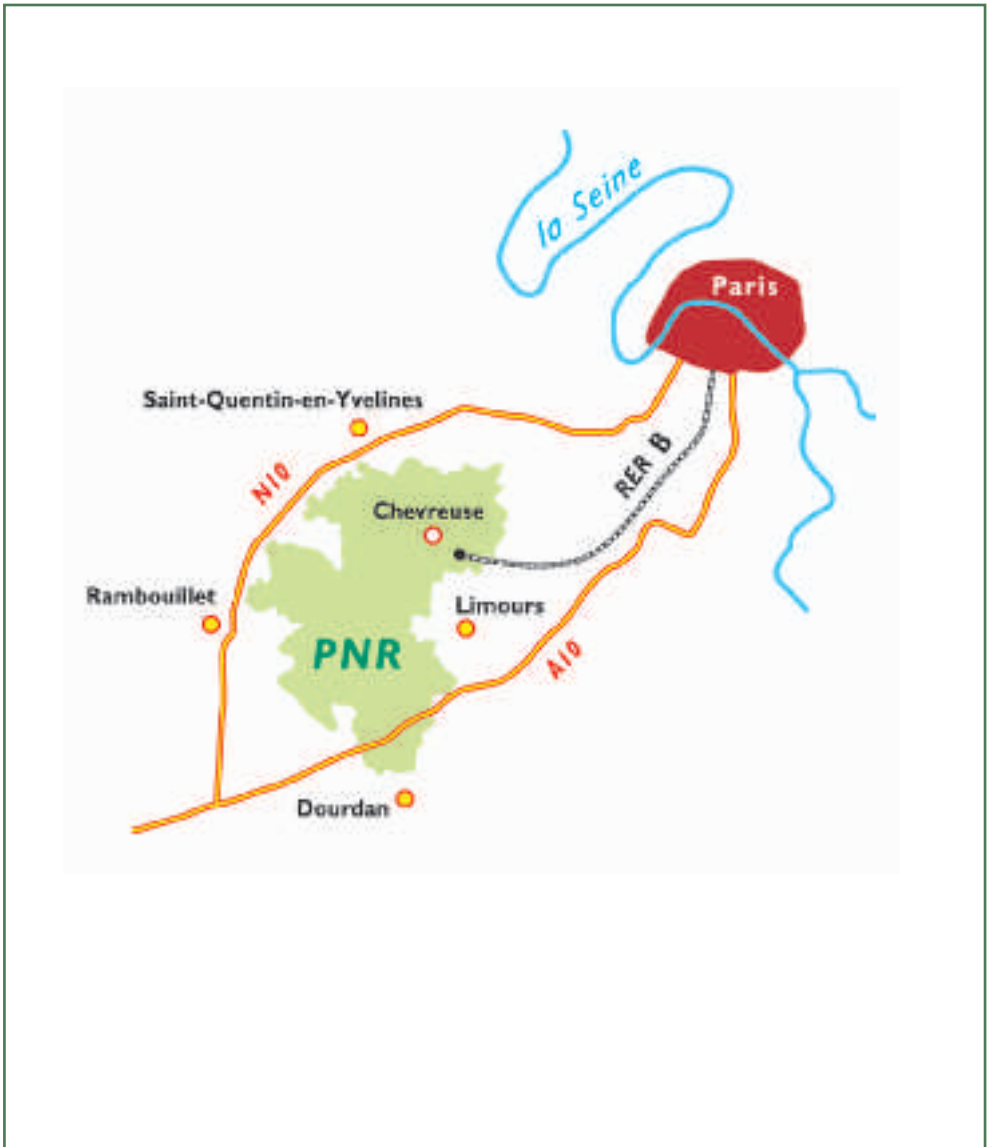 la Seine
Paris
Saint-Quentin-en-Yvelines
RER B
N10
Chevreuse
Rambouillet
Limours
PNR
A10
Dourdan